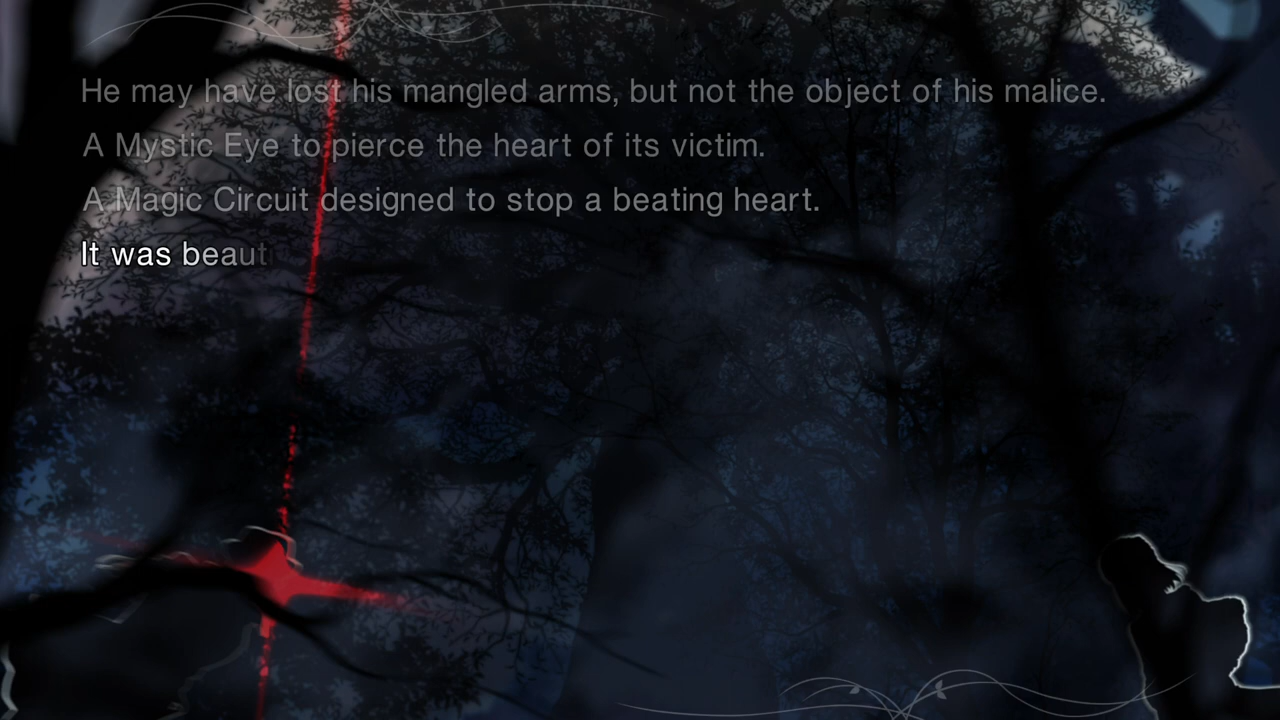 He may have lost his mangled arms, but not the object of his malice.
A Mystic Eye to pierce the heart of its victim.
A Magic Circuit designed to stop a beating heart.
It was beaut